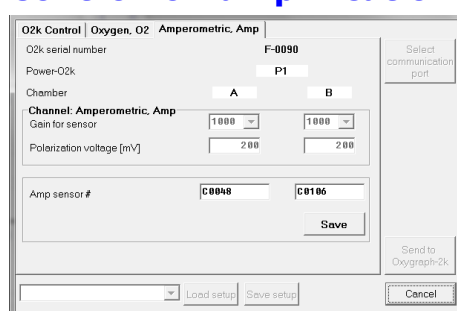 O2k Control Oxygen, O2 Amperometric, Amp
O2k serial number F-0090
Power-O2k P1
Chamber A B
Channel: Amperometric, Amp
Gain for sensor 1000 1000
Polarization voltage [mV] 200 200
Amp sensor # C0048 C0106
Save
Select
communication
port
Send to
Oxygraph-2k
Load setup Save setup Cancel